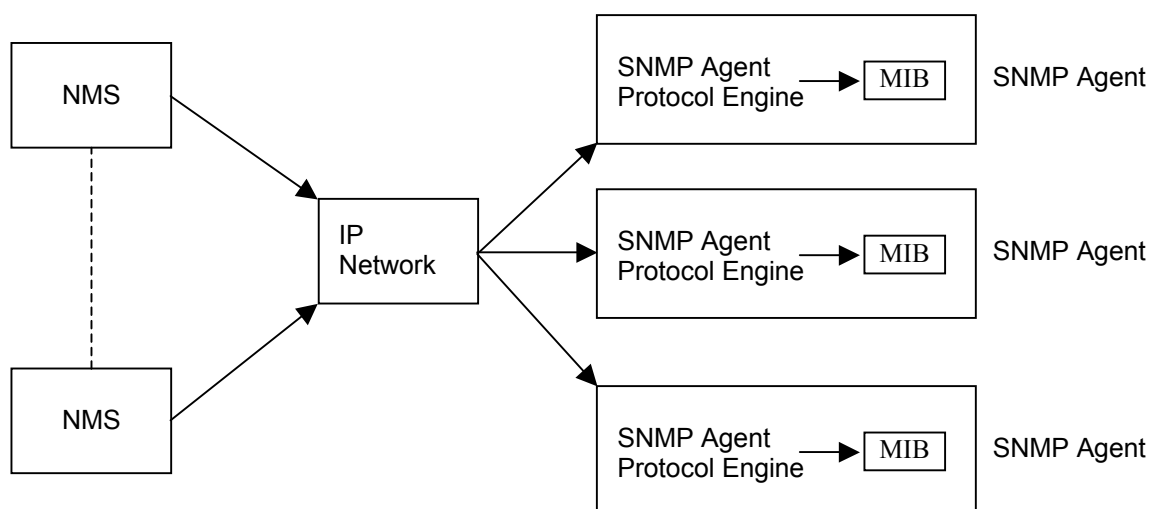 NMS
NMS
IP
Network
SNMP Agent
Protocol Engine
MIB
SNMP Agent
SNMP Agent
Protocol Engine
MIB
SNMP Agent
SNMP Agent
Protocol Engine
MIB
SNMP Agent